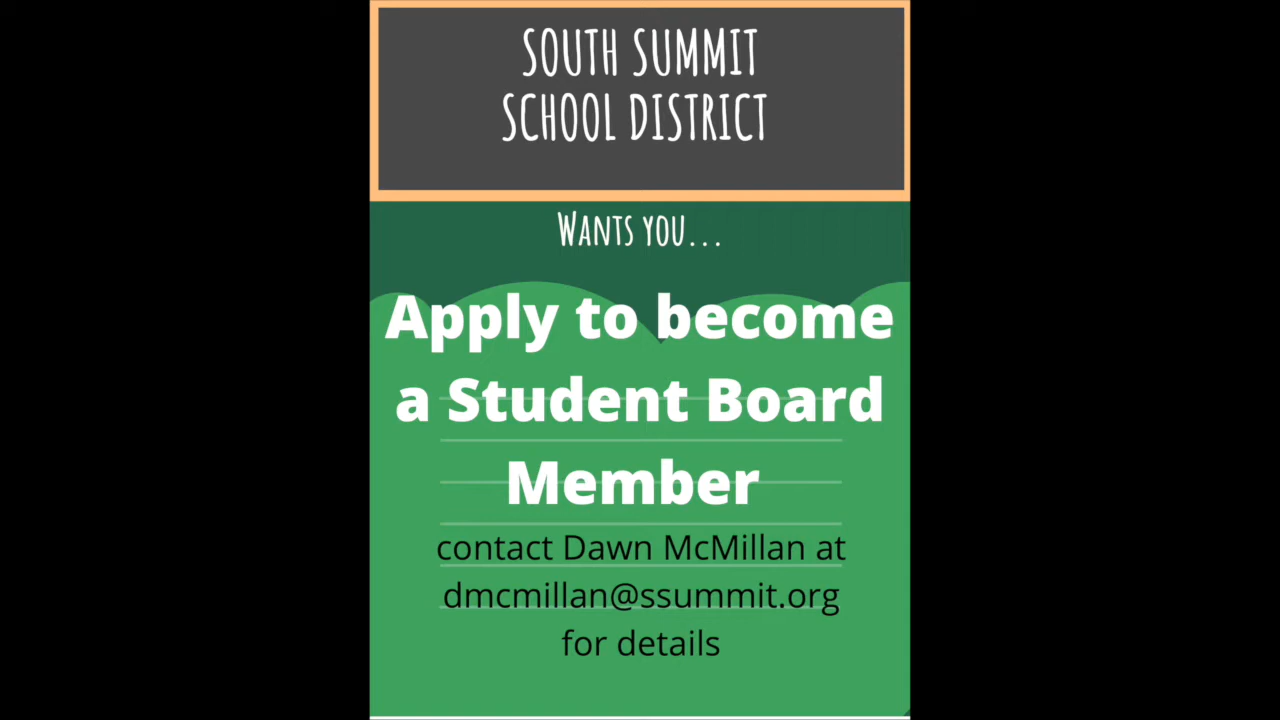 SOUTH SUMMIT
SCHOOL DISTRICT
WANTS YOU...
Apply to become
a Student Board
Member
contact Dawn McMillan at
dmcmillan@ssummit.org
for details